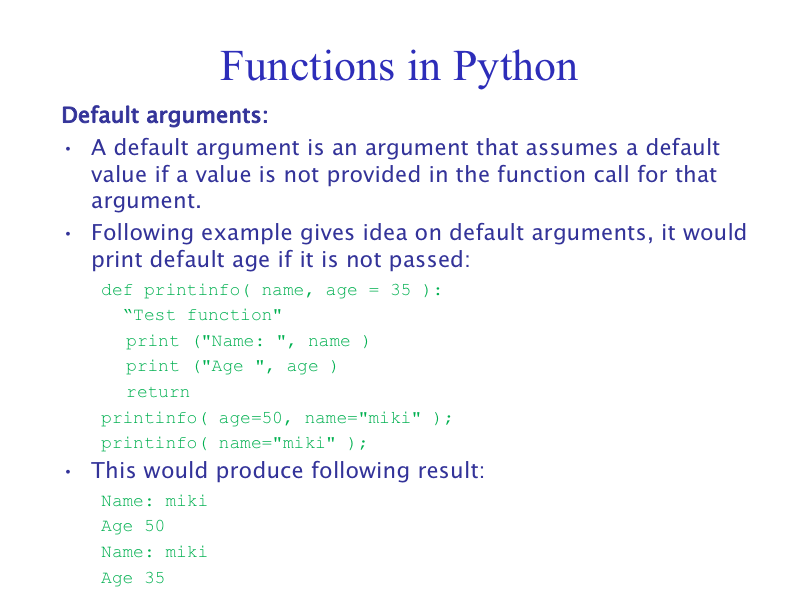 Functions in Python
Default arguments:
• A default argument is an argument that assumes a default
value if a value is not provided in the function call for that
argument.
• Following example gives idea on default arguments, it would
print default age if it is not passed:
def printinfo( name, age = 35 ):
“Test function"
print ("Name: ", name )
print ("Age ", age )
return
printinfo( age=50, name="miki" );
printinfo( name="miki" );
• This would produce following result:
Name: miki
Age 50
Name: miki
Age 35